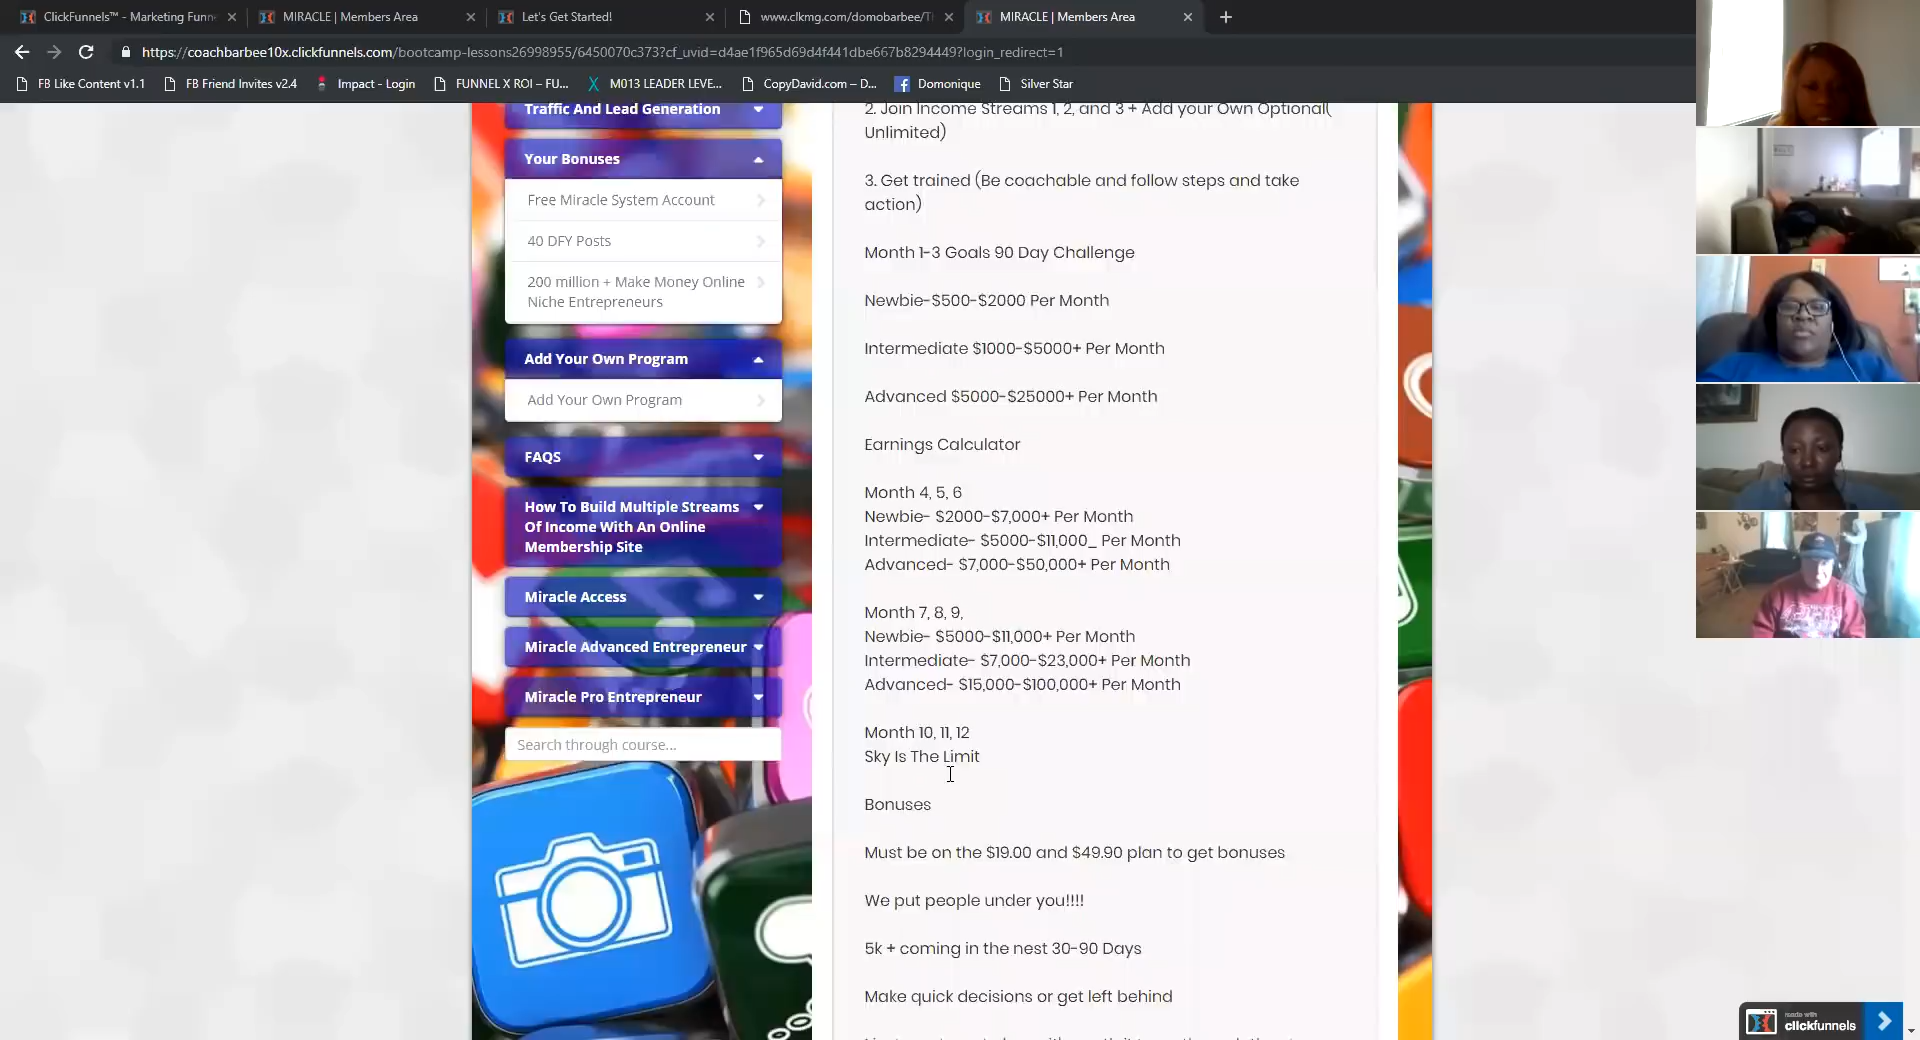 ClickFunnels™ - Marketing Funn
MIRACLE | Members Area
Let's Get Started!
www.clkmg.com/domobarbee/T
MIRACLE | Members Area
https://coachbarbee10x.clickfunnels.com/bootcamp-lessons26998955/6450070c373?cf_uvid=d4ae1f965d69d4f441dbe667b8294449?login_redirect=1
FB Like Content v1.1
FB Friend Invites v2.4
Impact - Login
FUNNEL X ROI – FU...
M013 LEADER LEVE...
CopyDavid.com – D...
Domonique
Silver Star
Traffic And Lead Generation
Your Bonuses
Free Miracle System Account
40 DFY Posts
200 million + Make Money Online
Niche Entrepreneurs
Add Your Own Program
Add Your Own Program
FAQS
How To Build Multiple Streams
Of Income With An Online
Membership Site
Miracle Access
Miracle Advanced Entrepreneur
Miracle Pro Entrepreneur
Search through course...
2. Join Income Streams 1, 2, and 3 + Add your Own Optional(
Unlimited)
3. Get trained (Be coachable and follow steps and take
action)
Month 1-3 Goals 90 Day Challenge
Newbie-$500-$2000 Per Month
Intermediate $1000-$5000+ Per Month
Advanced $5000-$25000+ Per Month
Earnings Calculator
Month 4, 5, 6
Newbie- $2000-$7,000+ Per Month
Intermediate- $5000-$11,000_ Per Month
Advanced- $7,000-$50,000+ Per Month
Month 7, 8, 9,
Newbie- $5000-$11,000+ Per Month
Intermediate- $7,000-$23,000+ Per Month
Advanced- $15,000-$100,000+ Per Month
Month 10, 11, 12
Sky Is The Limit
Bonuses
Must be on the $19.00 and $49.90 plan to get bonuses
We put people under you!!!!
5k + coming in the nest 30-90 Days
Make quick decisions or get left behind
made with
clickfunnels